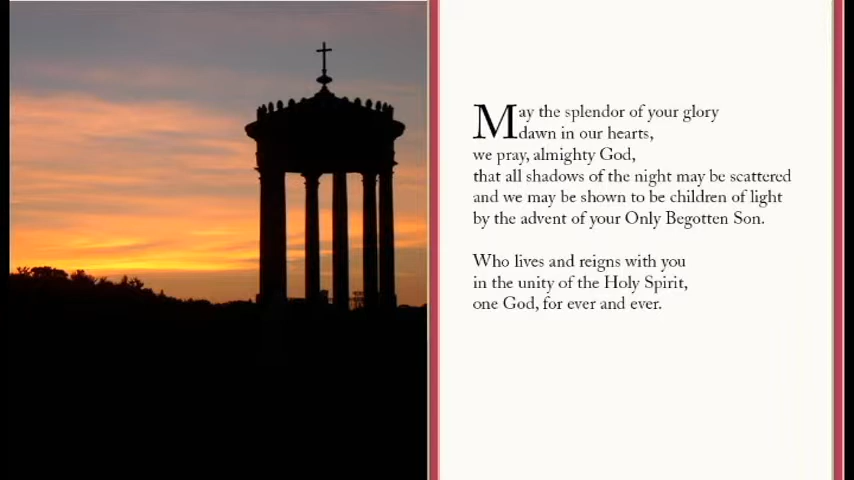 May the splendor of your glory
dawn in our hearts,
we pray, almighty God,
that all shadows of the night may be scattered
and we may be shown to be children of light
by the advent of your Only Begotten Son.
Who lives and reigns with you
in the unity of the Holy Spirit,
one God, for ever and ever.